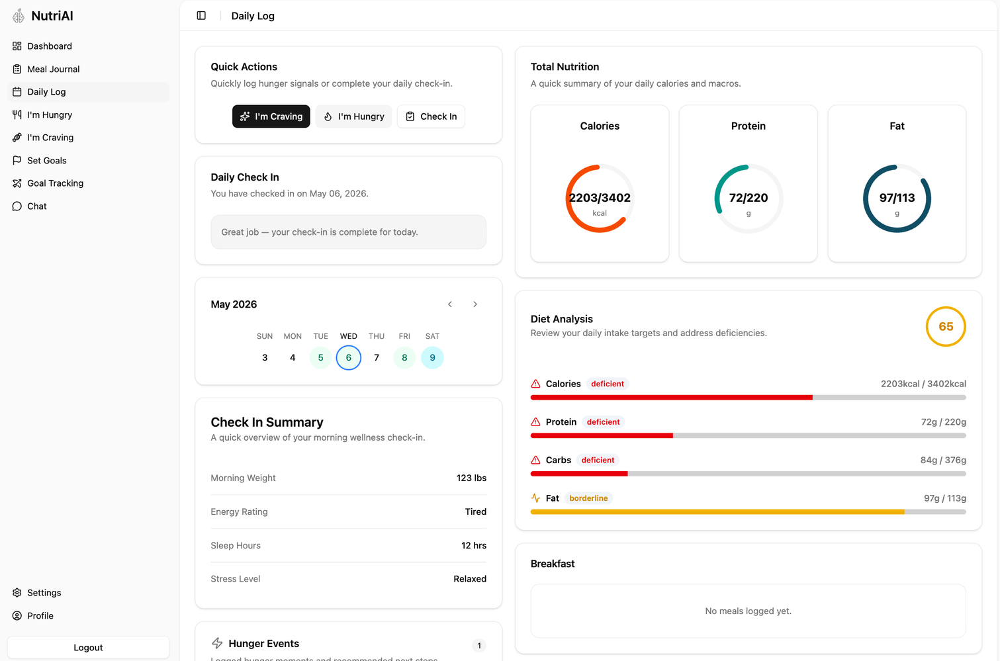 NutriAI
Dashboard
Meal Journal
Daily Log
I'm Hungry
I'm Craving
Set Goals
Goal Tracking
Chat
Settings
Profile
Logout
Daily Log
Quick Actions
Quickly log hunger signals or complete your daily check-in.
I'm Craving
I'm Hungry
Check In
Daily Check In
You have checked in on May 06, 2026.
Great job — your check-in is complete for today.
May 2026
SUN MON TUE WED THU FRI SAT
3 4 5 6 7 8 9
Check In Summary
A quick overview of your morning wellness check-in.
Morning Weight 123 lbs
Energy Rating Tired
Sleep Hours 12 hrs
Stress Level Relaxed
Hunger Events 1
Logged hunger moments and recommended next steps
Total Nutrition
A quick summary of your daily calories and macros.
Calories
2203/3402
kcal
Protein
72/220
g
Fat
97/113
g
Diet Analysis
65
Review your daily intake targets and address deficiencies.
Calories deficient 2203kcal / 3402kcal
Protein deficient 72g / 220g
Carbs deficient 84g / 376g
Fat borderline 97g / 113g
Breakfast
No meals logged yet.